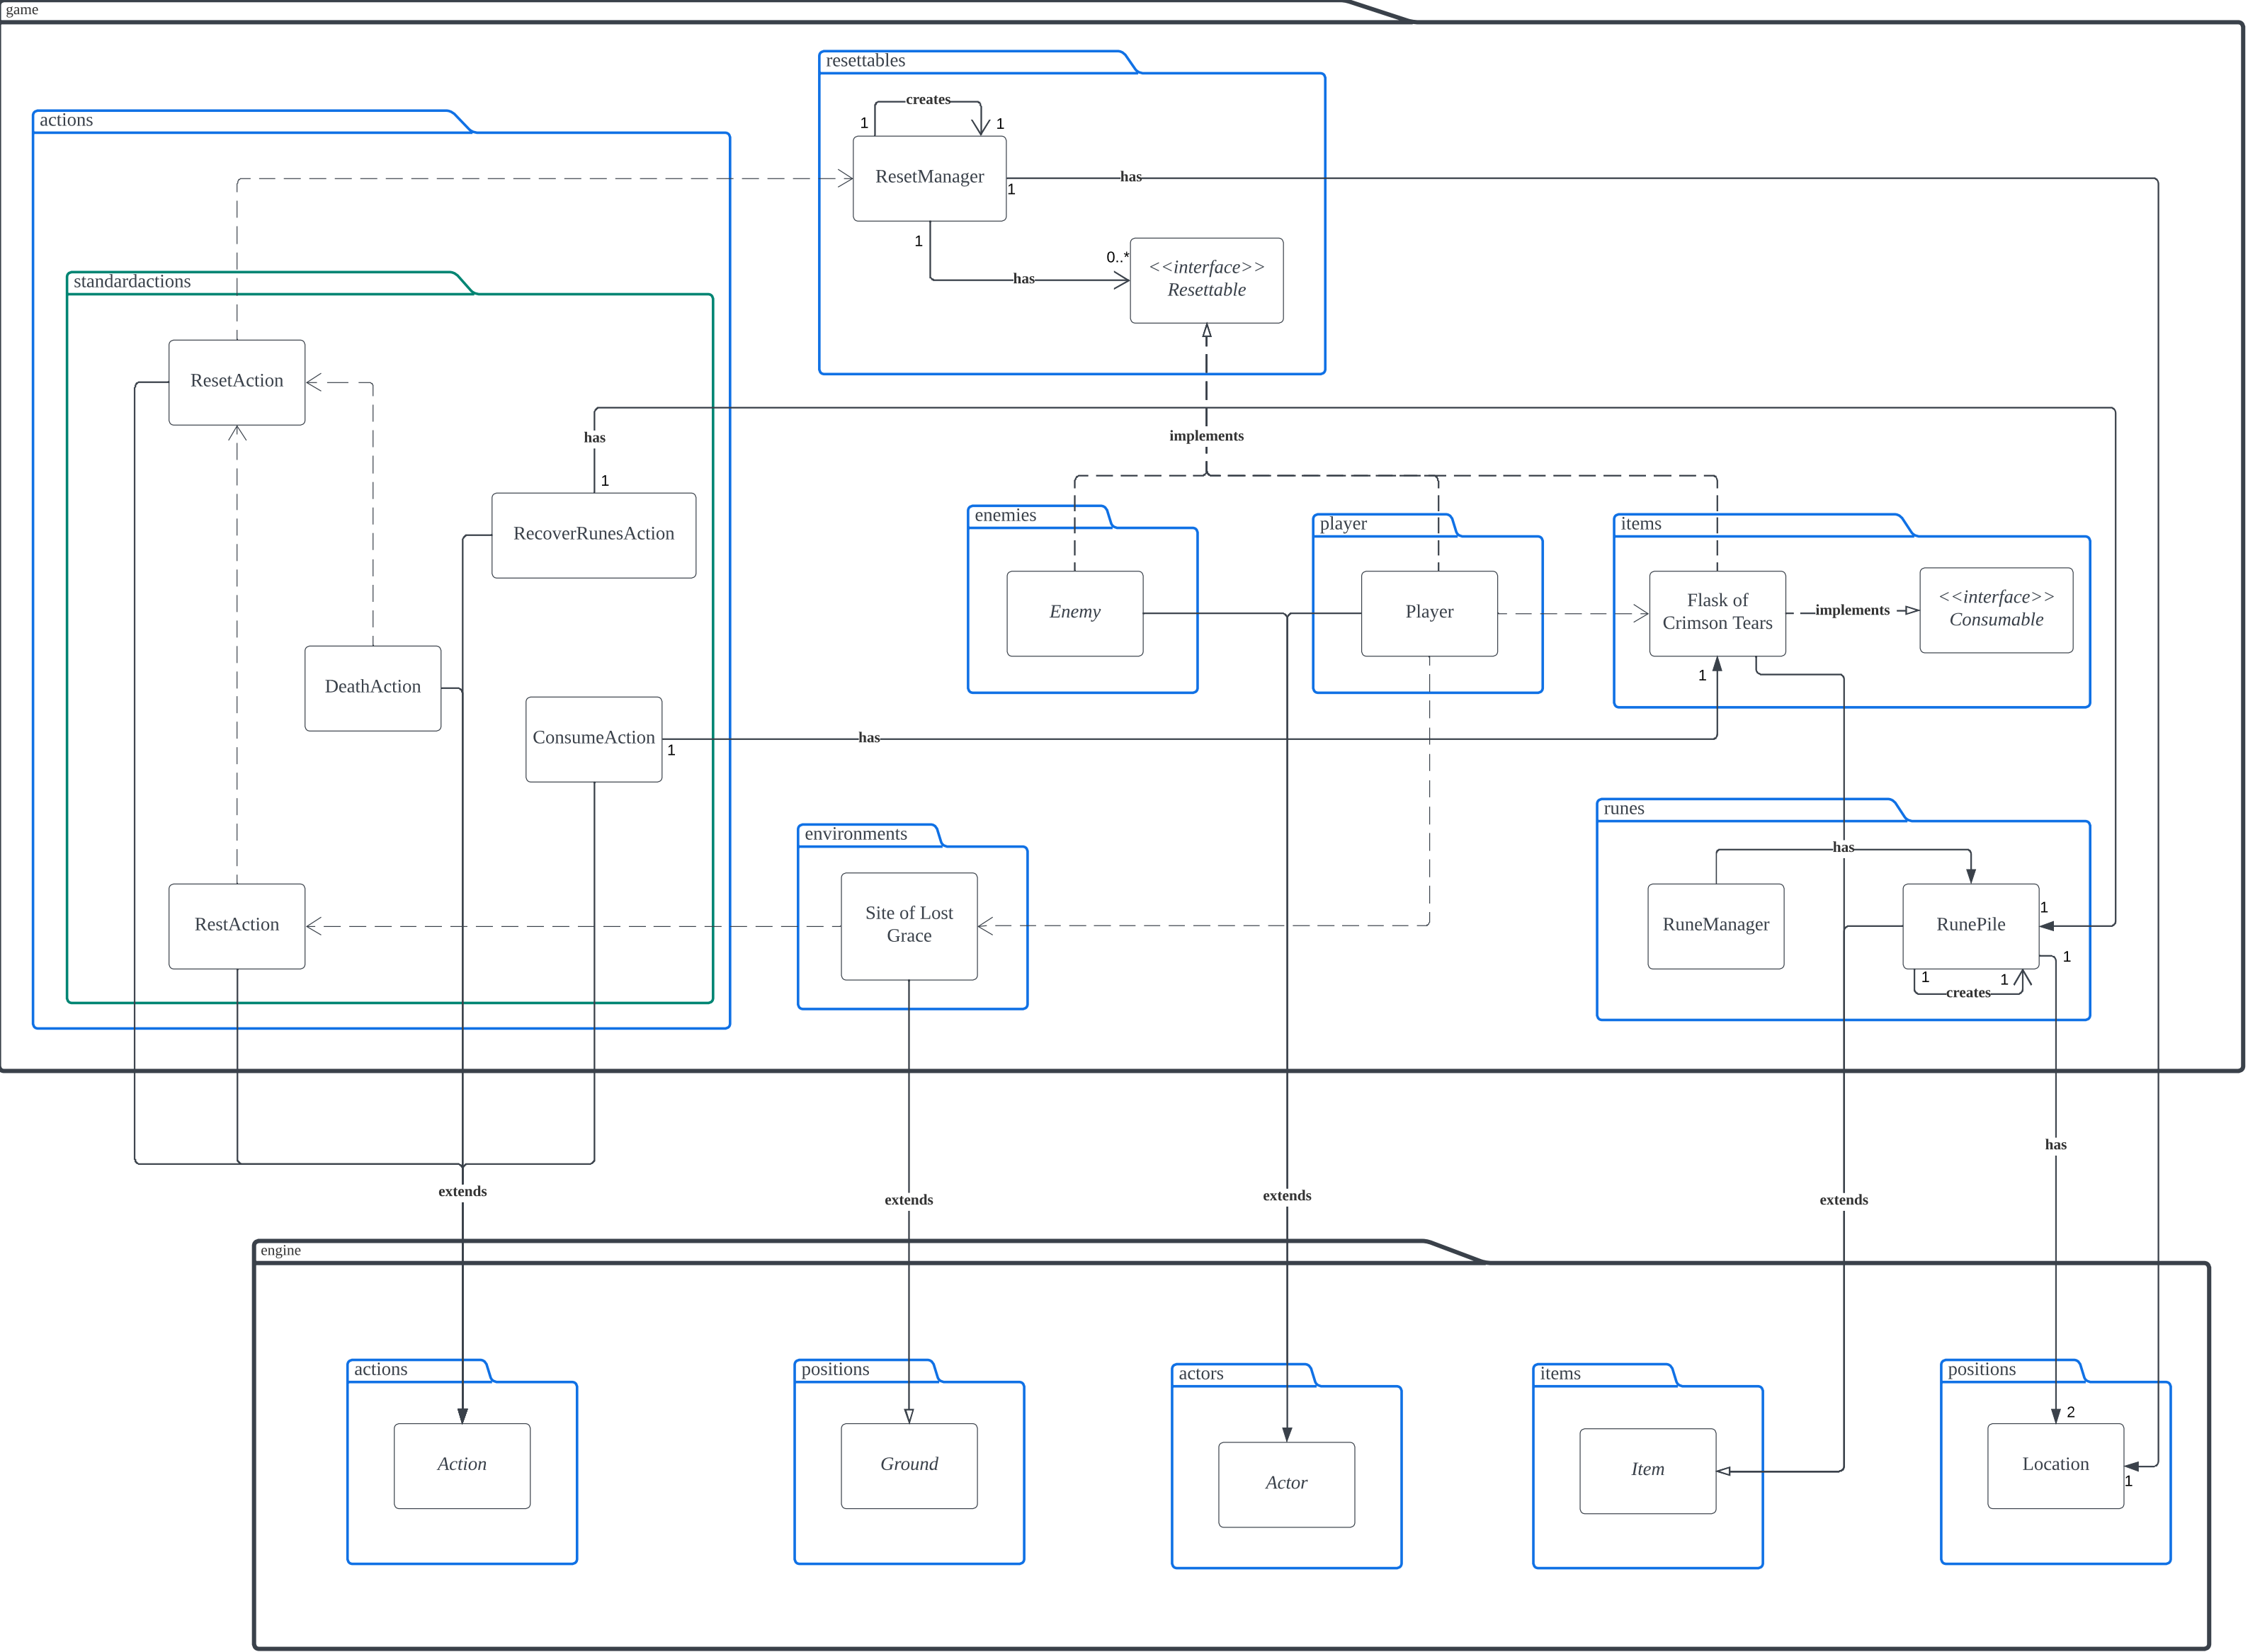 game
resettables
creates
1
1
actions
ResetManager
has
1
1
0..*
<<interface>>
Resettable
has
standardactions
ResetAction
has
implements
1
RecoverRunesAction
enemies
player
items
Enemy
Player
Flask of
Crimson Tears
implements
<<interface>>
Consumable
DeathAction
1
ConsumeAction
1
has
runes
environments
has
Site of Lost
Grace
RestAction
RuneManager
RunePile
1
1
1
1
creates
has
extends
extends
extends
extends
engine
actions
positions
actors
items
positions
2
Action
Ground
Actor
Item
Location
1